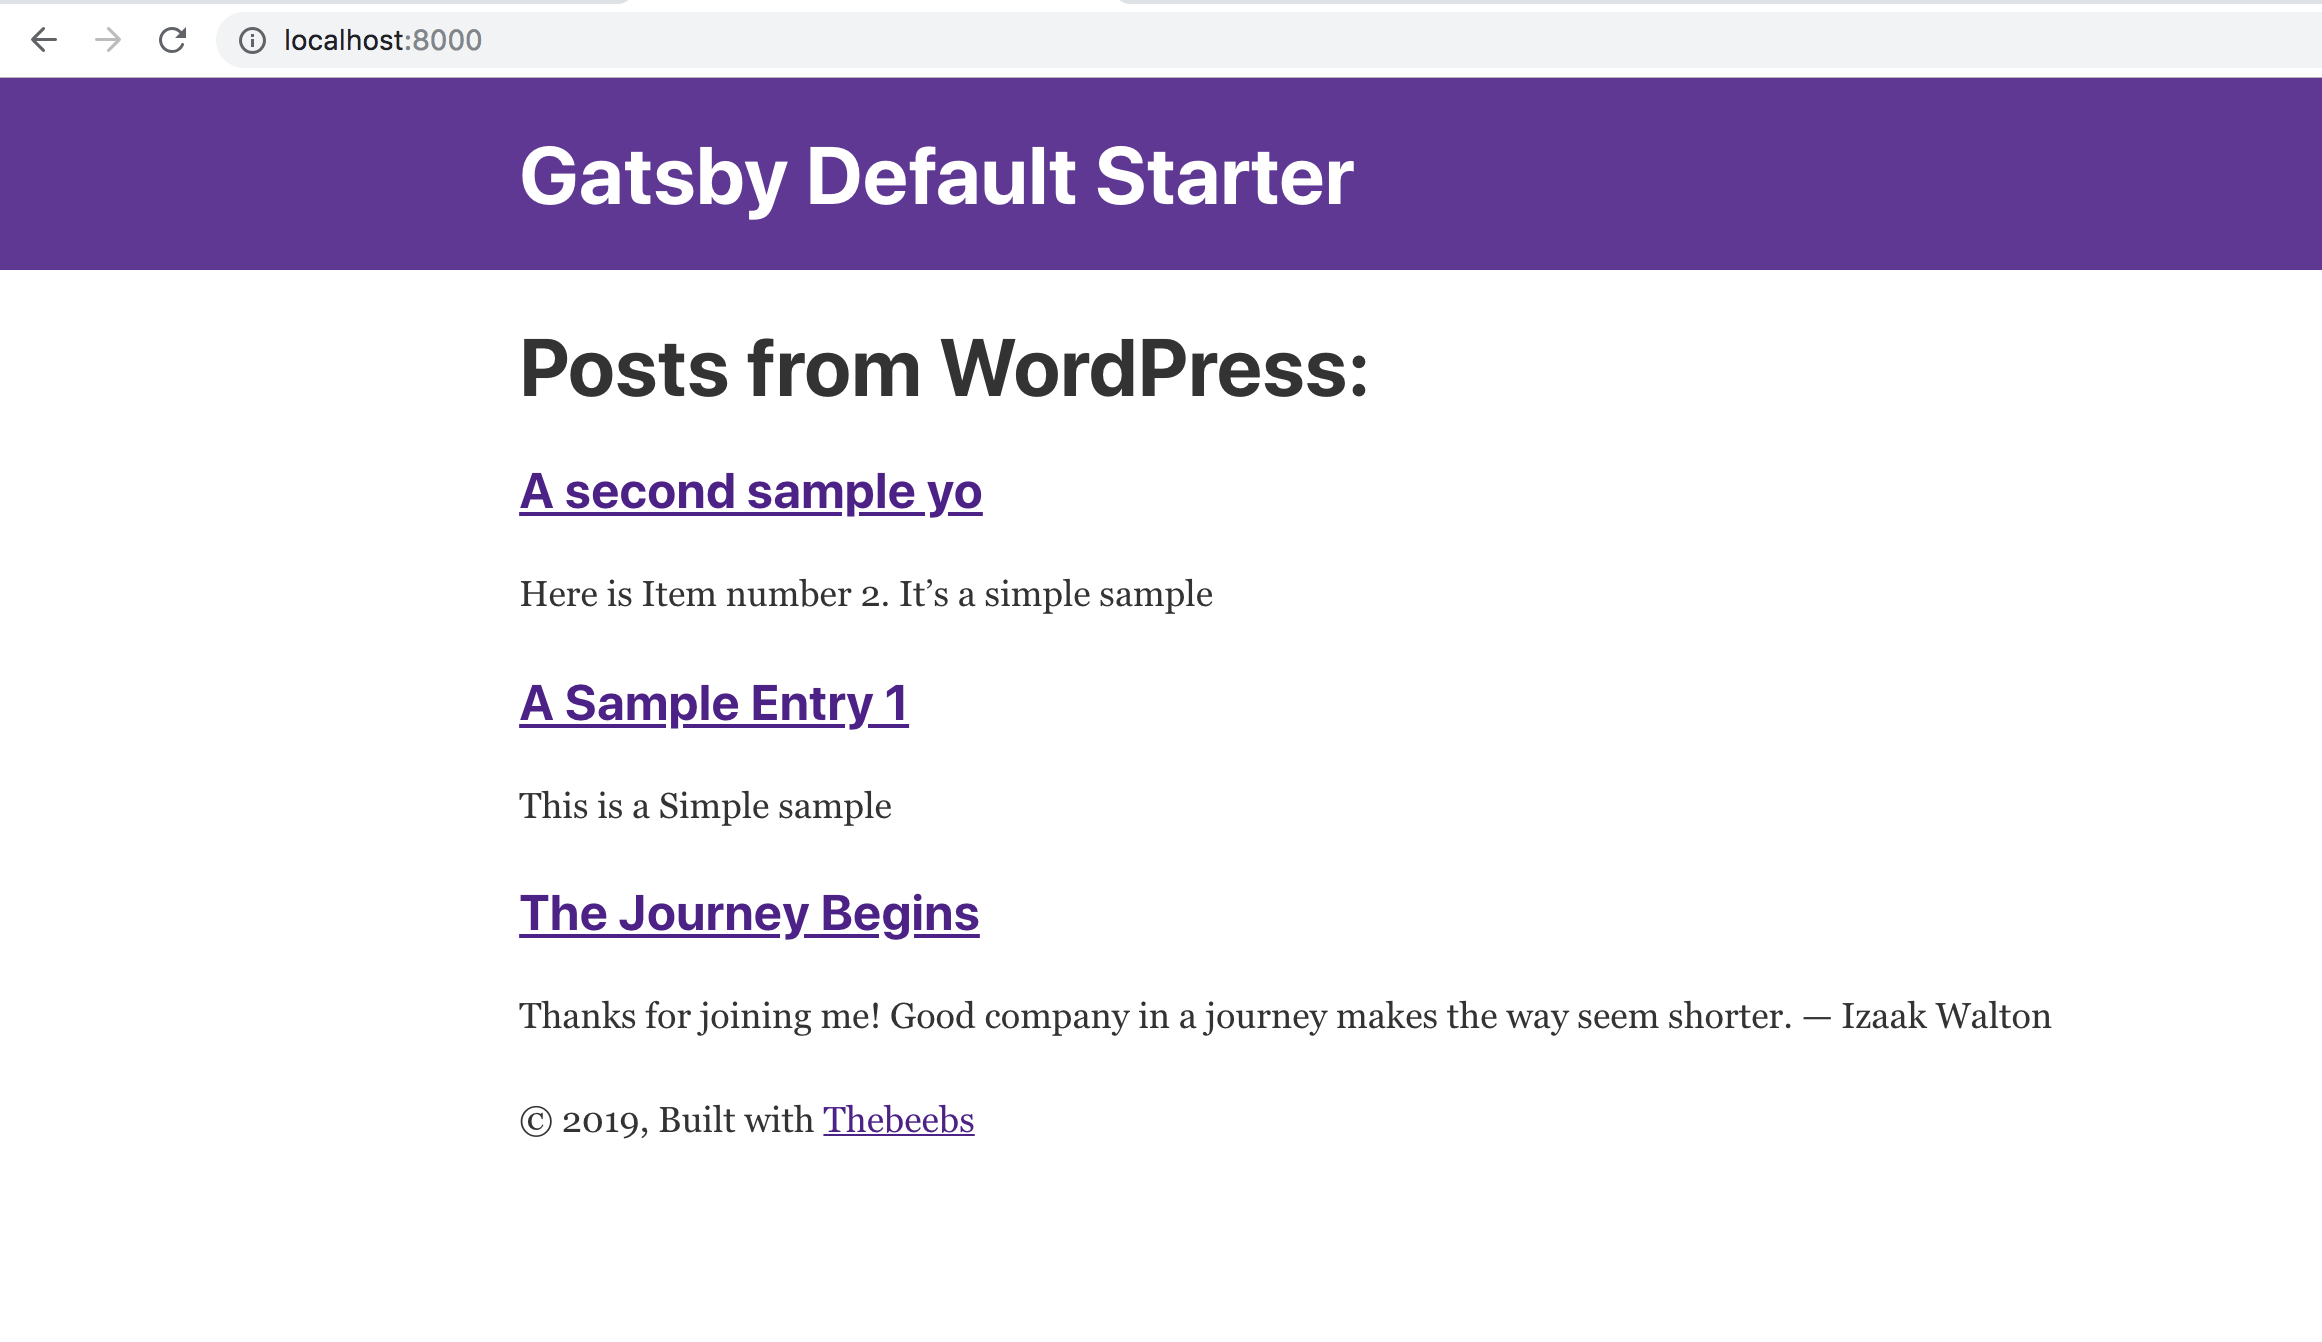 localhost:8000
Gatsby Default Starter
Posts from WordPress:
A second sample yo
Here is Item number 2. It’s a simple sample
A Sample Entry 1
This is a Simple sample
The Journey Begins
Thanks for joining me! Good company in a journey makes the way seem shorter. — Izaak Walton
© 2019, Built with Thebeebs